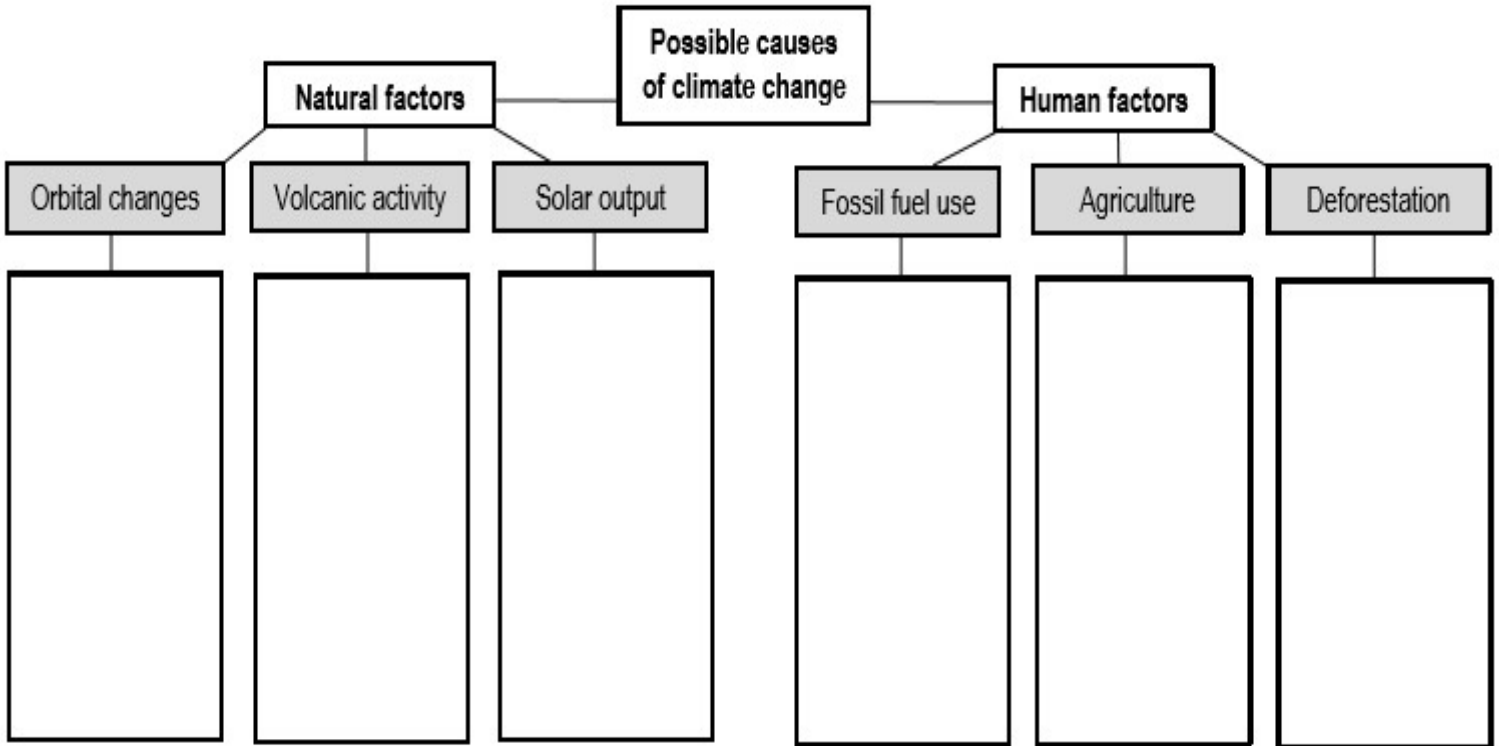 Possible causes
of climate change
Natural factors
Human factors
Orbital changes
Volcanic activity
Solar output
Fossil fuel use
Agriculture
Deforestation